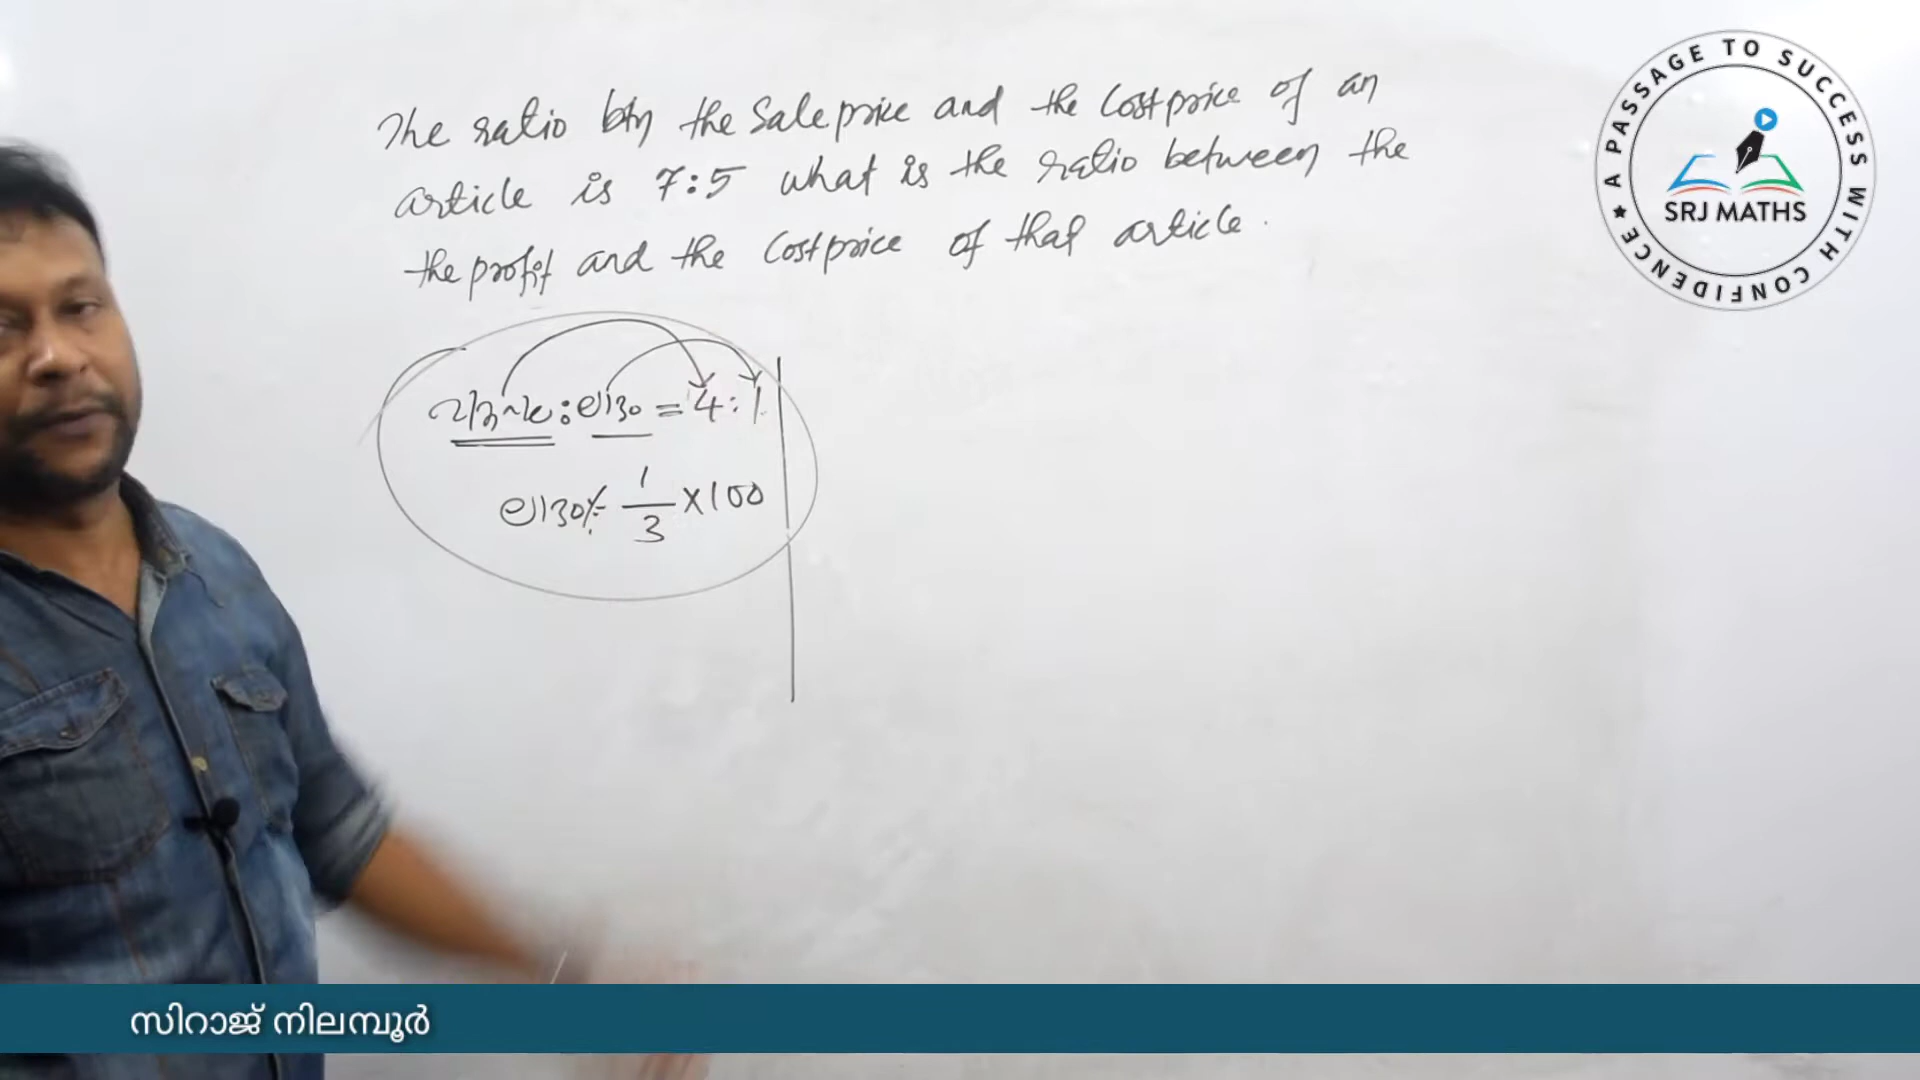 The ratio btn the Sale price and the Cost price of an
article is 7:5 what is the ratio between the
the profit and the Cost price of that article.
: ലാഭം = 4:1
ലാഭം% = 1/3 × 100
A PASSAGE TO SUCCESS WITH CONFIDENCE
SRJ MATHS
സിറാജ് നിലമ്പൂർ